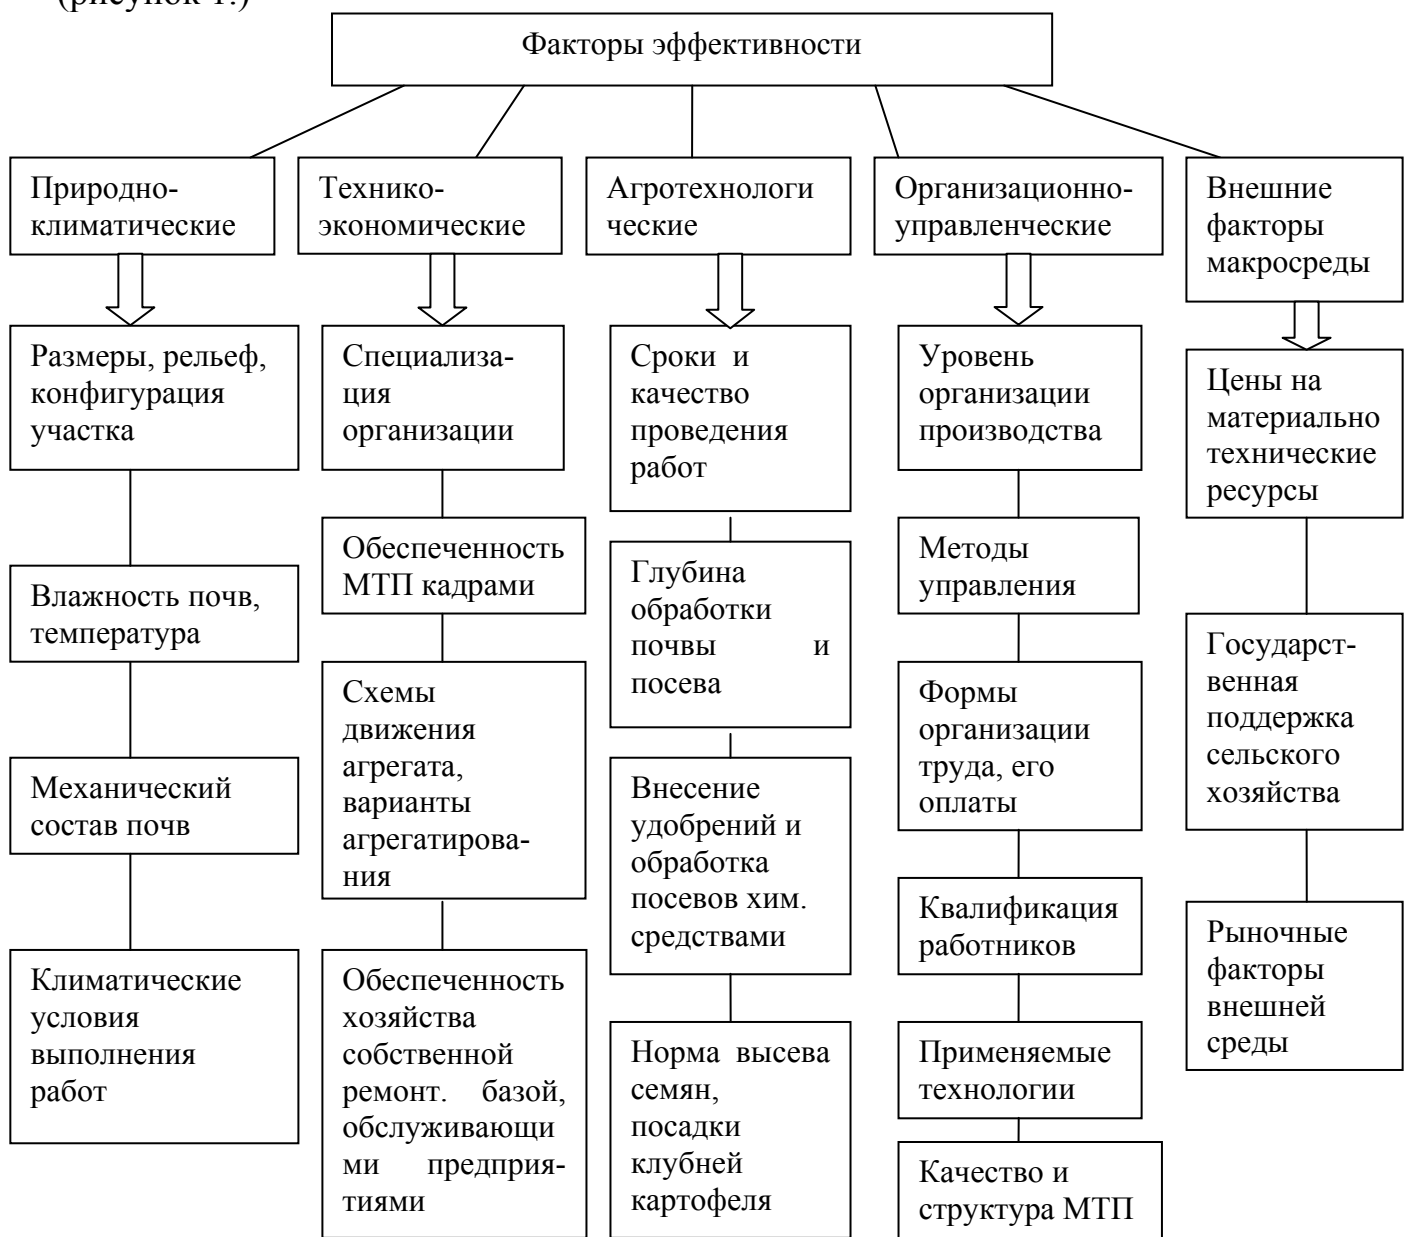 (рисунок 1.)
Факторы эффективности
Природно-
климатические
Технико-
экономические
Агротехнологи
ческие
Организационно-
управленческие
Внешние
факторы
макросреды
Размеры, рельеф,
конфигурация
участка
Влажность почв,
температура
Механический
состав почв
Климатические
условия
выполнения
работ
Специализа-
ция
организации
Обеспеченность
МТП кадрами
Схемы
движения
агрегата,
варианты
агрегатирова-
ния
Обеспеченность
хозяйства
собственной
ремонт. базой,
обслуживающи
ми предприя-
тиями
Сроки и
качество
проведения
работ
Глубина
обработки
почвы и
посева
Внесение
удобрений и
обработка
посевов хим.
средствами
Норма высева
семян,
посадки
клубней
картофеля
Уровень
организации
производства
Методы
управления
Формы
организации
труда, его
оплаты
Квалификация
работников
Применяемые
технологии
Качество и
структура МТП
Цены на
материально
технические
ресурсы
Государст-
венная
поддержка
сельского
хозяйства
Рыночные
факторы
внешней
среды